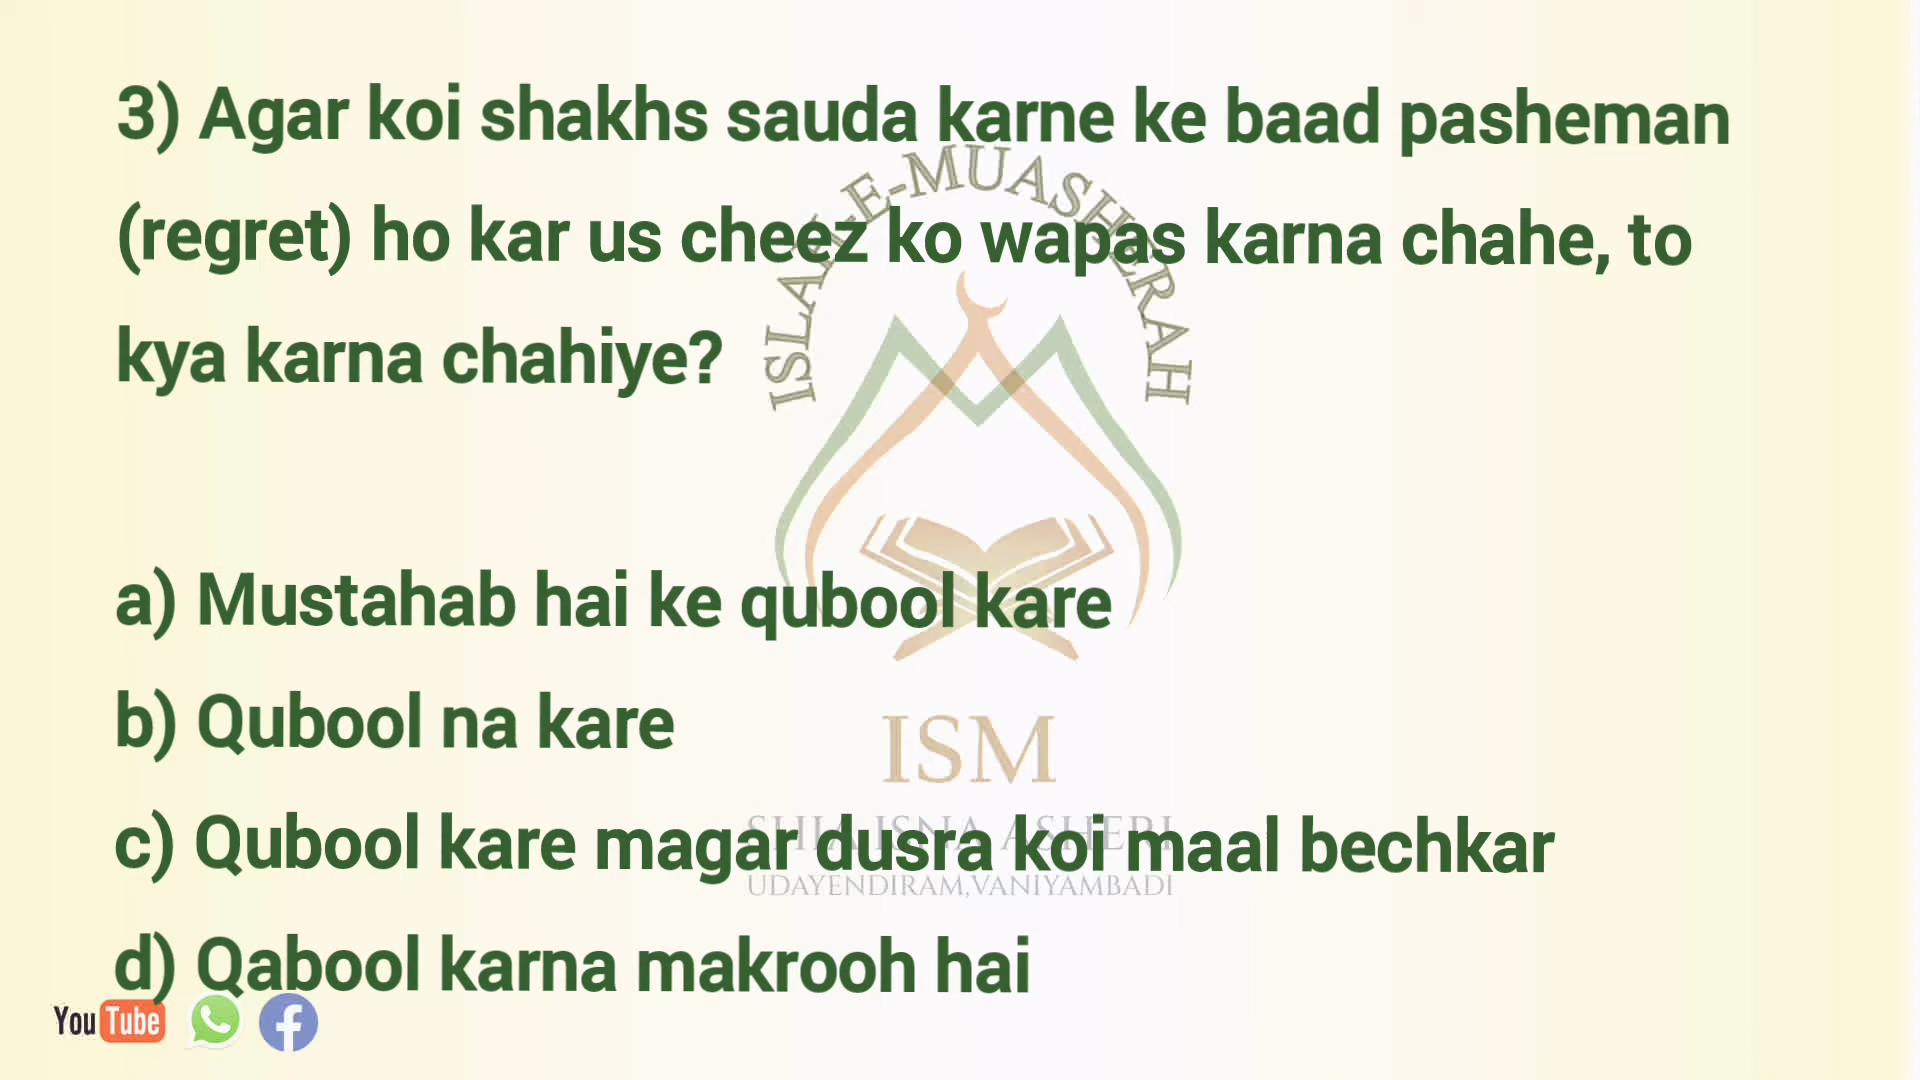 3) Agar koi shakhs sauda karne ke baad pasheman
(regret) ho kar us cheez ko wapas karna chahe, to
kya karna chahiye?
ISLAH-E-MUASHERAH
a) Mustahab hai ke qubool kare
b) Qubool na kare
ISM
c) Qubool kare magar dusra koi maal bechkar
SHIA ISNA ASHERI
UDAYENDIRAM,VANIYAMBADI
d) Qabool karna makrooh hai
YouTube